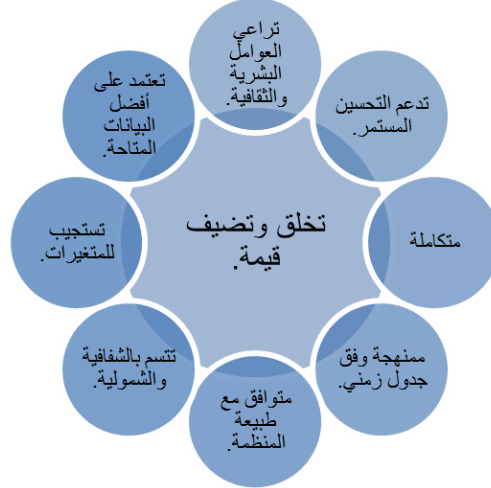 تراعي
العوامل
البشرية
والثقافية.
تدعم التحسين
المستمر.
متكاملة
ممنهجة وفق
جدول زمني.
متوافق مع
طبيعة
المنظمة.
تتسم بالشفافية
والشمولية.
تستجيب
للمتغيرات.
تعتمد على
أفضل
البيانات
المتاحة.
تخلق وتضيف
قيمة.